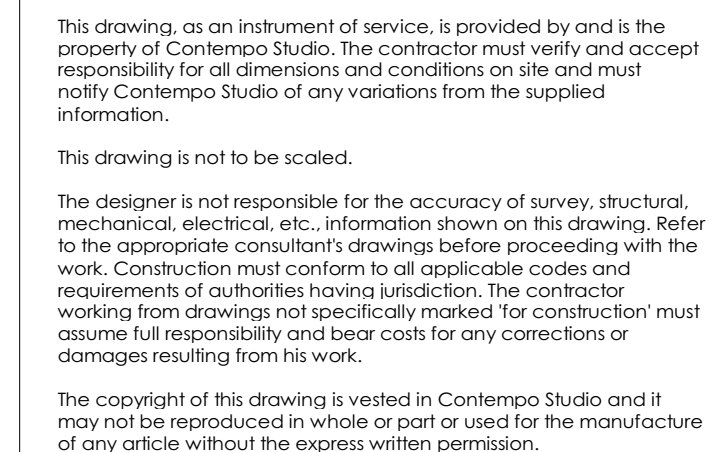 This drawing, as an instrument of service, is provided by and is the
property of Contempo Studio. The contractor must verify and accept
responsibility for all dimensions and conditions on site and must
notify Contempo Studio of any variations from the supplied
information.
This drawing is not to be scaled.
The designer is not responsible for the accuracy of survey, structural,
mechanical, electrical, etc., information shown on this drawing. Refer
to the appropriate consultant's drawings before proceeding with the
work. Construction must conform to all applicable codes and
requirements of authorities having jurisdiction. The contractor
working from drawings not specifically marked 'for construction' must
assume full responsibility and bear costs for any corrections or
damages resulting from his work.
The copyright of this drawing is vested in Contempo Studio and it
may not be reproduced in whole or part or used for the manufacture
of any article without the express written permission.